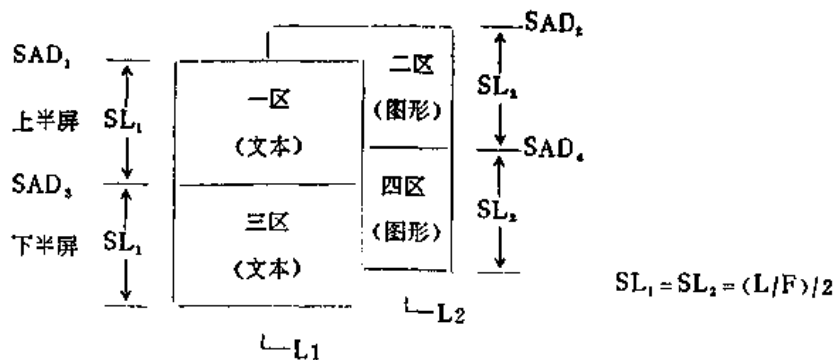 SAD₂
SAD₁
二区
(图形)
SL₂
一区
(文本)
上半屏
SL₁
SAD₄
SAD₃
四区
(图形)
SL₂
三区
(文本)
下半屏
SL₁
SL₁=SL₂=(L/F)/2
L2
L1